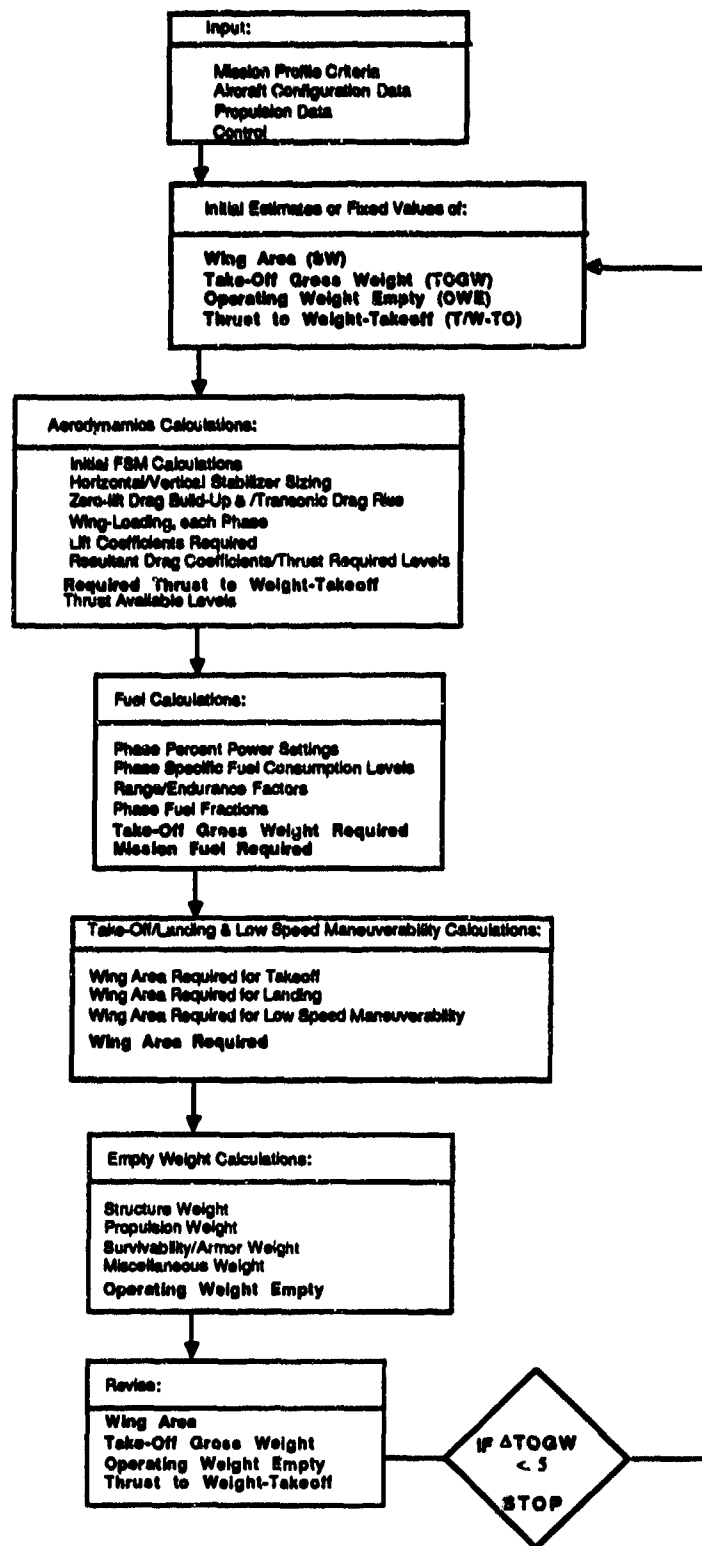 Input:
Mission Profile Criteria
Aircraft Configuration Data
Propulsion Data
Control
Initial Estimates or Fixed Values of:
Wing Area (SW)
Take-Off Gross Weight (TOGW)
Operating Weight Empty (OWE)
Thrust to Weight-Takeoff (T/W-TO)
Aerodynamics Calculations:
Initial FSM Calculations
Horizontal/Vertical Stabilizer Sizing
Zero-lift Drag Build-Up & /Transonic Drag Rise
Wing-Loading, each Phase
Lift Coefficients Required
Resultant Drag Coefficients/Thrust Required Levels
Required Thrust to Weight-Takeoff
Thrust Available Levels
Fuel Calculations:
Phase Percent Power Settings
Phase Specific Fuel Consumption Levels
Range/Endurance Factors
Phase Fuel Fractions
Take-Off Gross Weight Required
Mission Fuel Required
Take-Off/Landing & Low Speed Maneuverability Calculations:
Wing Area Required for Takeoff
Wing Area Required for Landing
Wing Area Required for Low Speed Maneuverability
Wing Area Required
Empty Weight Calculations:
Structure Weight
Propulsion Weight
Survivability/Armor Weight
Miscellaneous Weight
Operating Weight Empty
Revise:
Wing Area
Take-Off Gross Weight
Operating Weight Empty
Thrust to Weight-Takeoff
IF ΔTOGW
<.5
STOP